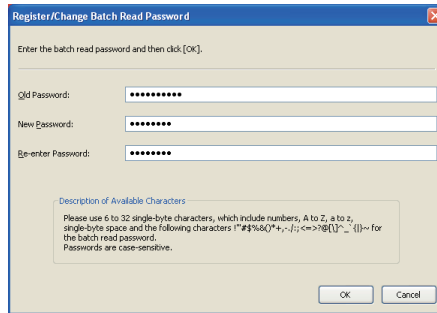 Register/Change Batch Read Password
Enter the batch read password and then click [OK].
Old Password:
●●●●●●●●●●
New Password:
●●●●●●●●
Re-enter Password:
●●●●●●●●
Description of Available Characters
Please use 6 to 32 single-byte characters, which include numbers, A to Z, a to z,
single-byte space and the following characters !"#$%&()*+,-./:;<=>?@[\]^_`{|}~ for
the batch read password.
Passwords are case-sensitive.
OK
Cancel